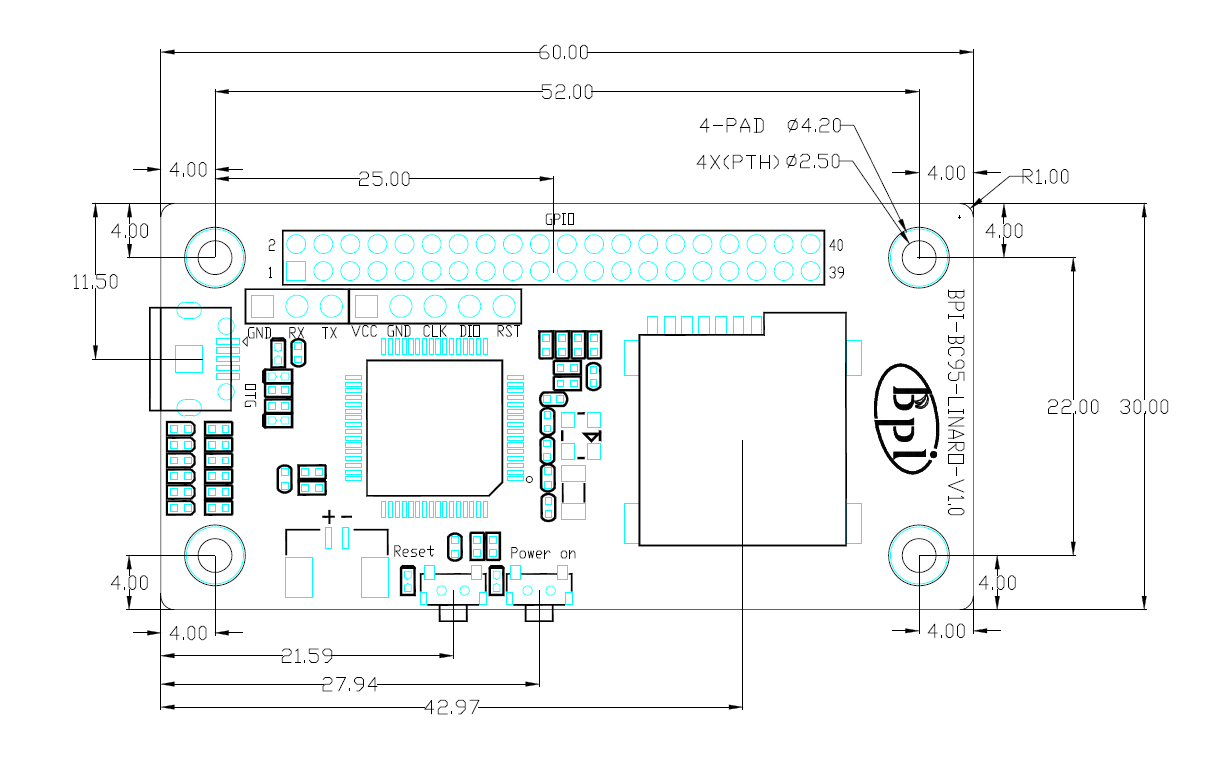 60.00
52.00
4-PAD Ø4.20
4X(PTH)Ø2.50
4.00
25.00
4.00
R1.00
4.00
GPIO
4.00
2
40
1
39
11.50
GND RX TX VCC GND CLK DIO RST
BPI-BC95-LINARO-V1.0
OTG
Bpi
22.00
30.00
+ -
Reset
Power on
4.00
4.00
4.00
4.00
21.59
27.94
42.97